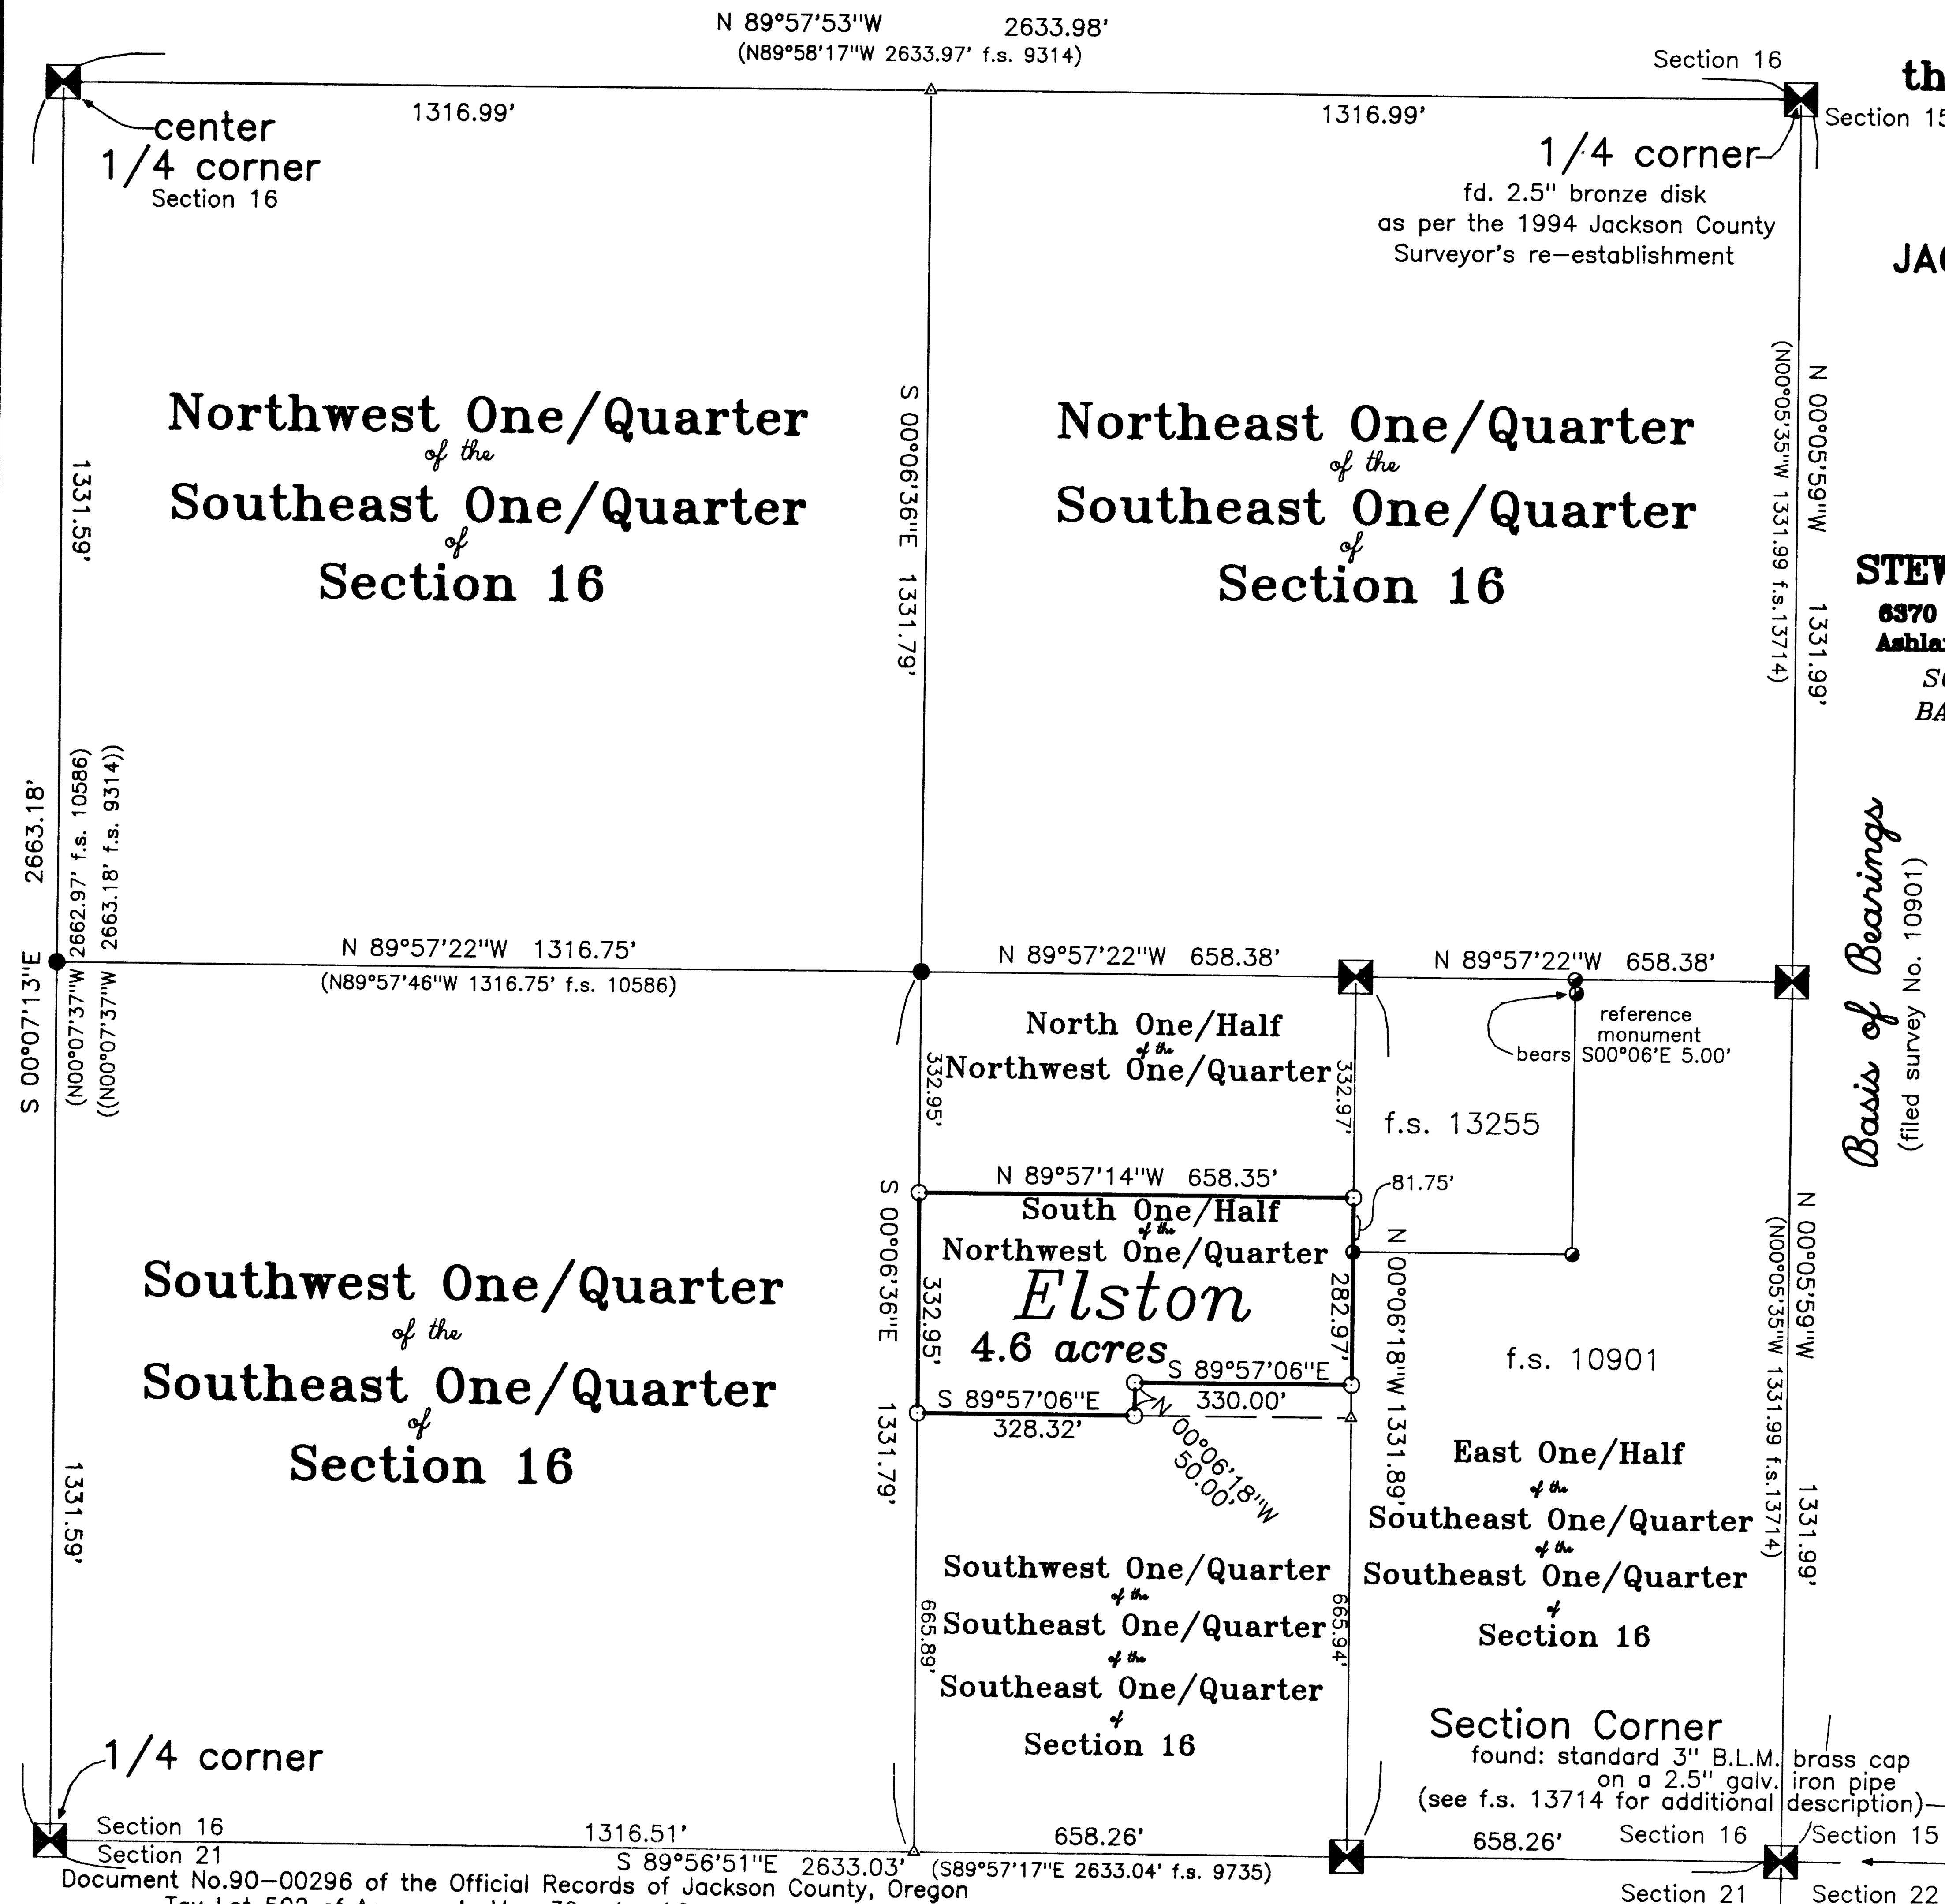 N 89°57'53"W 2633.98'
(N89°58'17"W 2633.97' f.s. 9314)
Section 16
th
Section 15
1316.99'
1316.99'
center
1/4 corner
Section 16
1/4 corner
fd. 2.5" bronze disk
as per the 1994 Jackson County
Surveyor's re-establishment
JAC
Northwest One/Quarter
of the
Southeast One/Quarter
of
Section 16
Northeast One/Quarter
of the
Southeast One/Quarter
of
Section 16
1331.59'
S 00°06'36"E 1331.79'
(N00°05'35"W 1331.99 f.s.13714)
N 00°05'59"W 1331.99'
STEW
6370
Ashla
S
BA
S 00°07'13"E 2663.18'
(N00°07'37"W 2662.97' f.s. 10586)
((N00°07'37"W 2663.18' f.s. 9314))
Basis of Bearings
(filed survey No. 10901)
N 89°57'22"W 1316.75'
(N89°57'46"W 1316.75' f.s. 10586)
N 89°57'22"W 658.38'
N 89°57'22"W 658.38'
reference
monument
bears S00°06'E 5.00'
North One/Half
of the
Northwest One/Quarter
332.95'
332.97'
f.s. 13255
N 89°57'14"W 658.35'
81.75'
South One/Half
of the
Northwest One/Quarter
Elston
4.6 acres
S 00°06'36"E 1331.79'
332.95'
282.97'
N 00°06'18"W 1331.89'
S 89°57'06"E
330.00'
S 89°57'06"E
328.32'
N 00°06'18"W
50.00'
f.s. 10901
(N00°05'35"W 1331.99 f.s.13714)
N 00°05'59"W 1331.99'
Southwest One/Quarter
of the
Southeast One/Quarter
of
Section 16
1331.59'
East One/Half
of the
Southeast One/Quarter
of the
Southeast One/Quarter
of
Section 16
Southwest One/Quarter
of the
Southeast One/Quarter
of the
Southeast One/Quarter
of
Section 16
665.89'
665.94'
Section Corner
found: standard 3" B.L.M. brass cap
on a 2.5" galv. iron pipe
(see f.s. 13714 for additional description)
1/4 corner
Section 16
Section 21
1316.51'
658.26'
658.26'
Section 16
Section 15
S 89°56'51"E 2633.03' (S89°57'17"E 2633.04' f.s. 9735)
Document No.90-00296 of the Official Records of Jackson County, Oregon
Section 21
Section 22